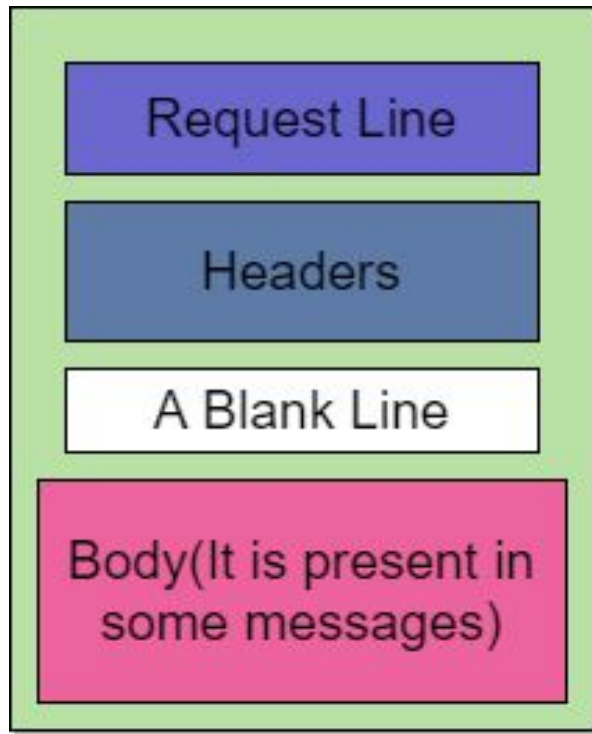 Request Line
Headers
A Blank Line
Body(It is present in
some messages)